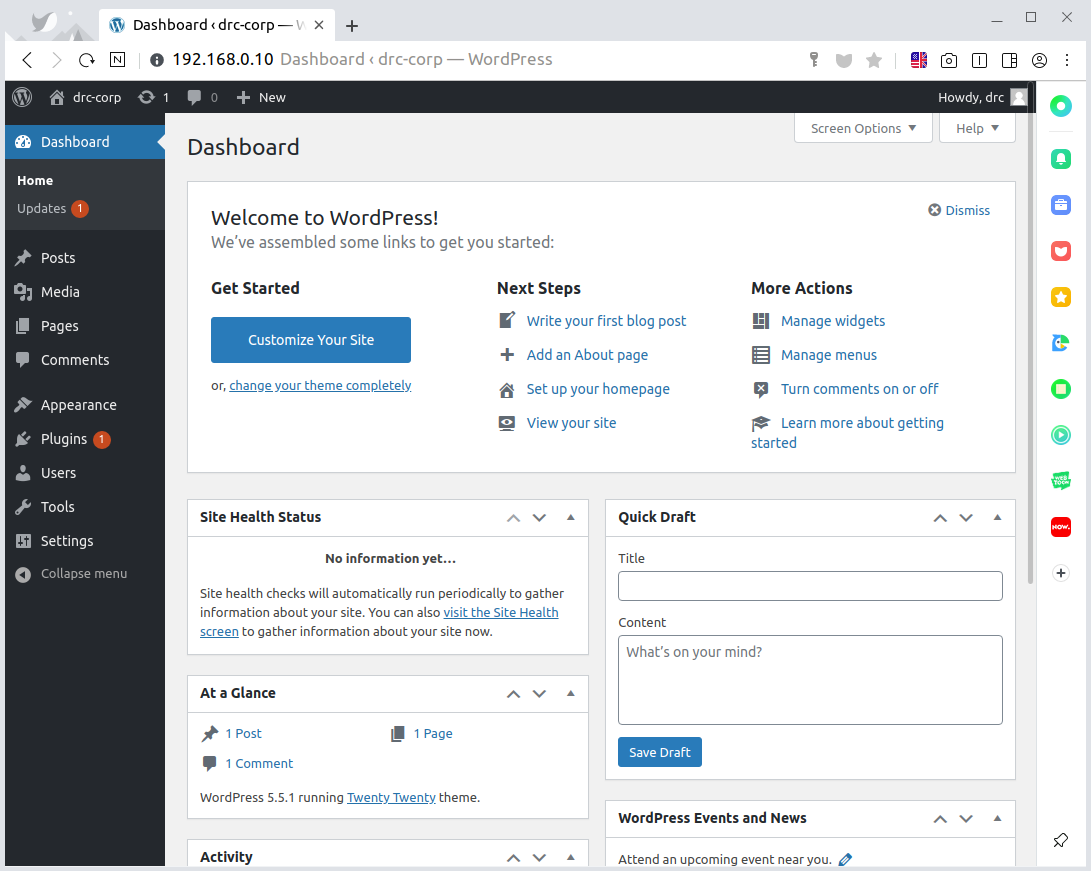 Dashboard ‹ drc-corp — W
192.168.0.10 Dashboard ‹ drc-corp — WordPress
drc-corp 1 0 New
Howdy, drc
Dashboard
Home
Updates 1
Posts
Media
Pages
Comments
Appearance
Plugins 1
Users
Tools
Settings
Collapse menu
Screen Options ▼
Help ▼
Dashboard
Welcome to WordPress!
Dismiss
We’ve assembled some links to get you started:
Get Started
Customize Your Site
or, change your theme completely
Next Steps
Write your first blog post
Add an About page
Set up your homepage
View your site
More Actions
Manage widgets
Manage menus
Turn comments on or off
Learn more about getting
started
Site Health Status
No information yet…
Site health checks will automatically run periodically to gather
information about your site. You can also visit the Site Health
screen to gather information about your site now.
At a Glance
1 Post
1 Page
1 Comment
WordPress 5.5.1 running Twenty Twenty theme.
Activity
Quick Draft
Title
Content
What’s on your mind?
Save Draft
WordPress Events and News
Attend an upcoming event near you.
WEB
TOON
NOW.